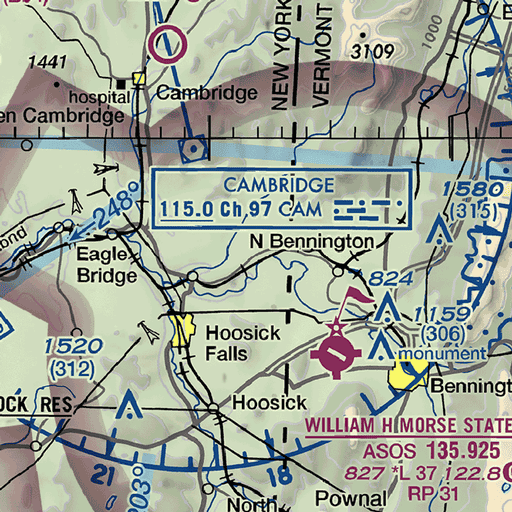 NEW YORK
VERMONT
3109
1000
1441
hospital
Cambridge
en Cambridge
CAMBRIDGE
115.0 Ch 97 CAM
1580
(315)
248°
N Bennington
Eagle
Bridge
824
1159
(306)
Hoosick
Falls
monument
1520
(312)
Benningt
OCK RES
Hoosick
WILLIAM H MORSE STATE
ASOS 135.925
827 *L 37 122.8
RP 31
21
18
203°
North
Pownal